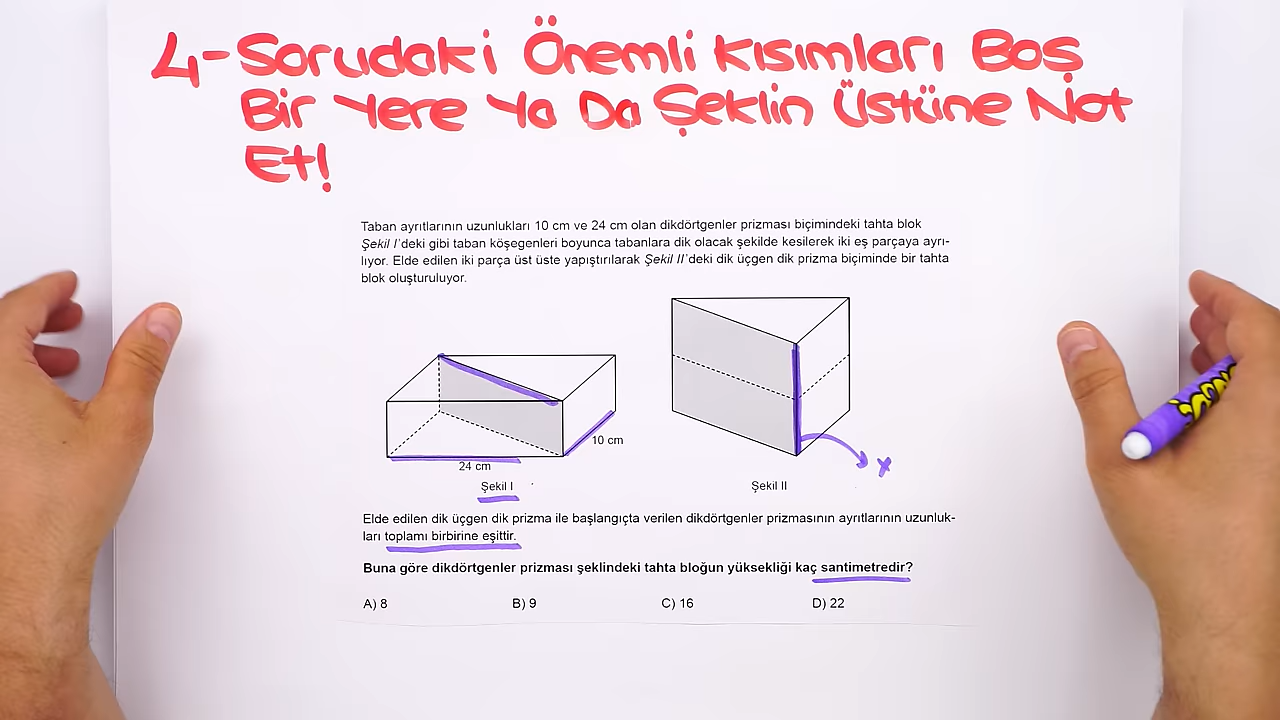 4-Sorudaki Önemli Kısımları Boş
Bir Yere Ya Da Şeklin Üstüne Not
Et!
Taban ayrıtlarının uzunlukları 10 cm ve 24 cm olan dikdörtgenler prizması biçimindeki tahta blok
Şekil I'deki gibi taban köşegenleri boyunca tabanlara dik olacak şekilde kesilerek iki eş parçaya ayrı-
lıyor. Elde edilen iki parça üst üste yapıştırılarak Şekil II'deki dik üçgen dik prizma biçiminde bir tahta
blok oluşturuluyor.
10 cm
24 cm
x
Şekil I
Şekil II
Elde edilen dik üçgen dik prizma ile başlangıçta verilen dikdörtgenler prizmasının ayrıtlarının uzunluk-
ları toplamı birbirine eşittir.
Buna göre dikdörtgenler prizması şeklindeki tahta bloğun yüksekliği kaç santimetredir?
A) 8 B) 9 C) 16 D) 22